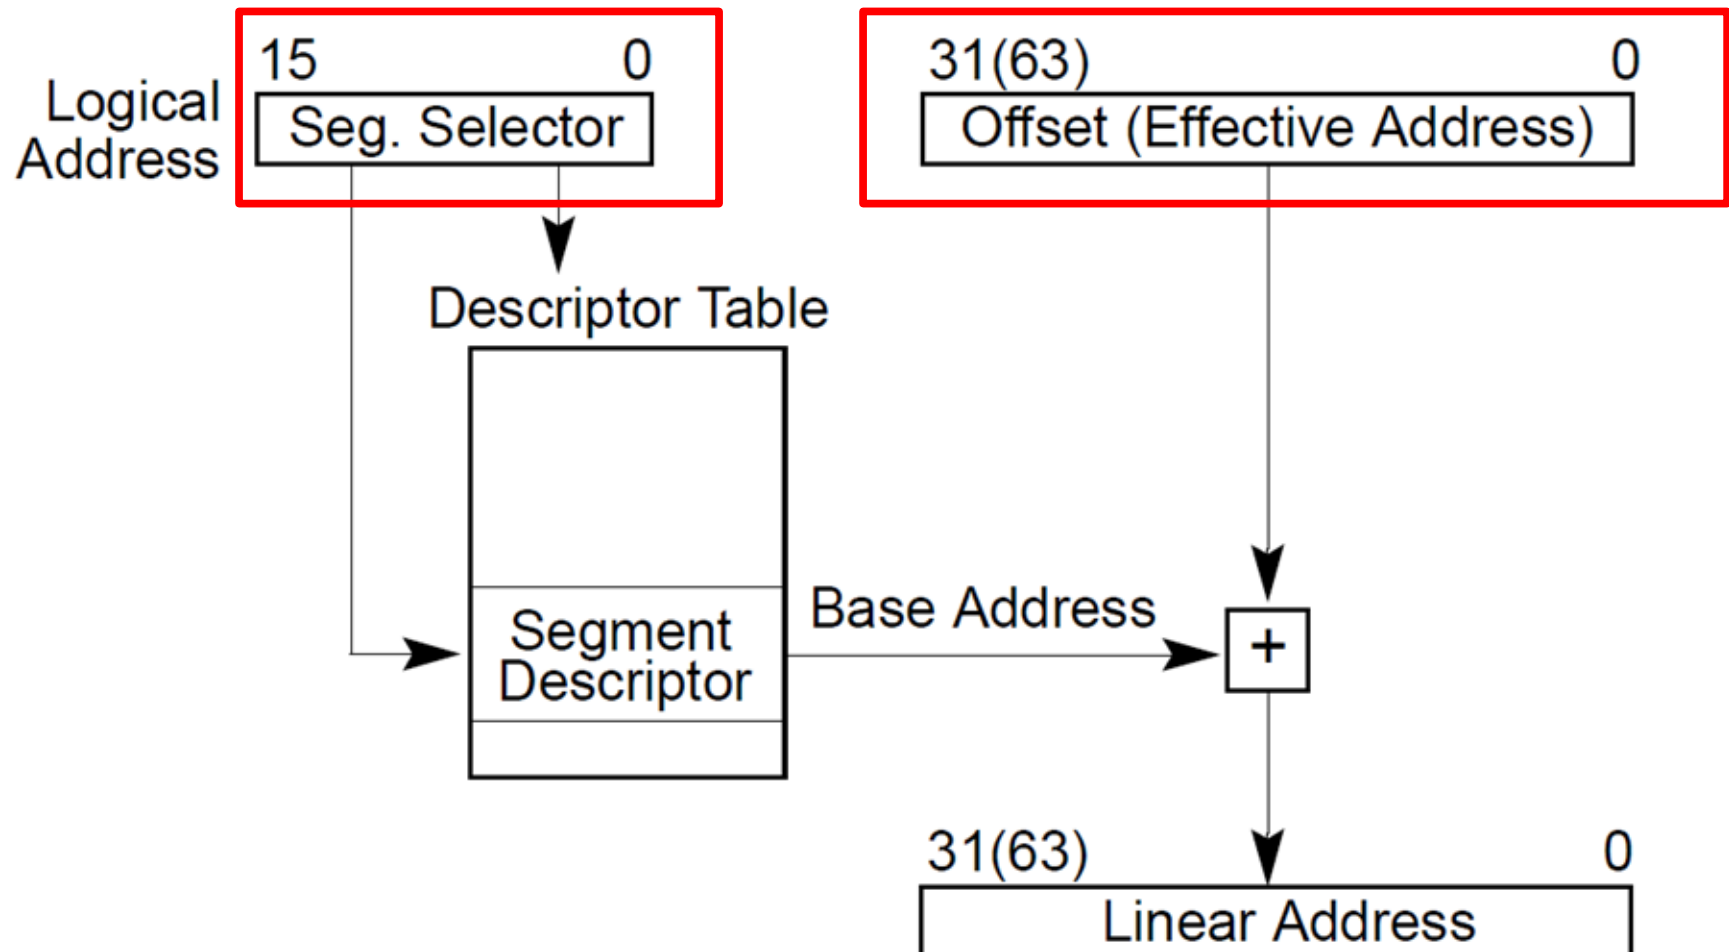 15 0
31(63) 0
Logical
Address
Seg. Selector
Offset (Effective Address)
Descriptor Table
Segment
Descriptor
Base Address
+
31(63) 0
Linear Address